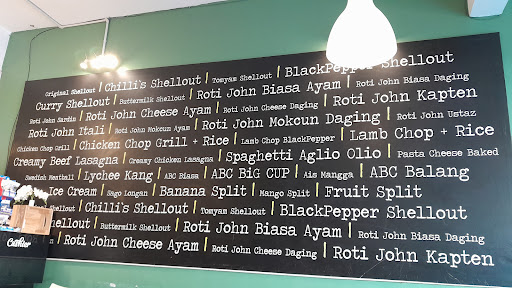 Original Shellout | Chilli's Shellout | Tomyam Shellout | BlackPepper Shellout
Curry Shellout | Buttermilk Shellout | Roti John Biasa Ayam | Roti John Biasa Daging
Roti John Sardin | Roti John Cheese Ayam | Roti John Cheese Daging | Roti John Kapten
Roti John Itali | Roti John Mokcun Ayam | Roti John Mokcun Daging | Roti John Ustaz
Chicken Chop Grill | Chicken Chop Grill + Rice | Lamb Chop BlackPepper | Lamb Chop + Rice
Creamy Beef Lasagna | Creamy Chicken Lasagna | Spaghetti Aglio Olio | Pasta Cheese Baked
Swedish Meatball | Lychee Kang | ABC Biasa | ABC BiG CUP | Ais Mangga | ABC Balang
Ice Cream | Sago Longan | Banana Split | Mango Split | Fruit Split
Shellout | Chilli's Shellout | Tomyam Shellout | BlackPepper Shellout
Shellout | Buttermilk Shellout | Roti John Biasa Ayam | Roti John Biasa Daging
Roti John Cheese Ayam | Roti John Cheese Daging | Roti John Kapten